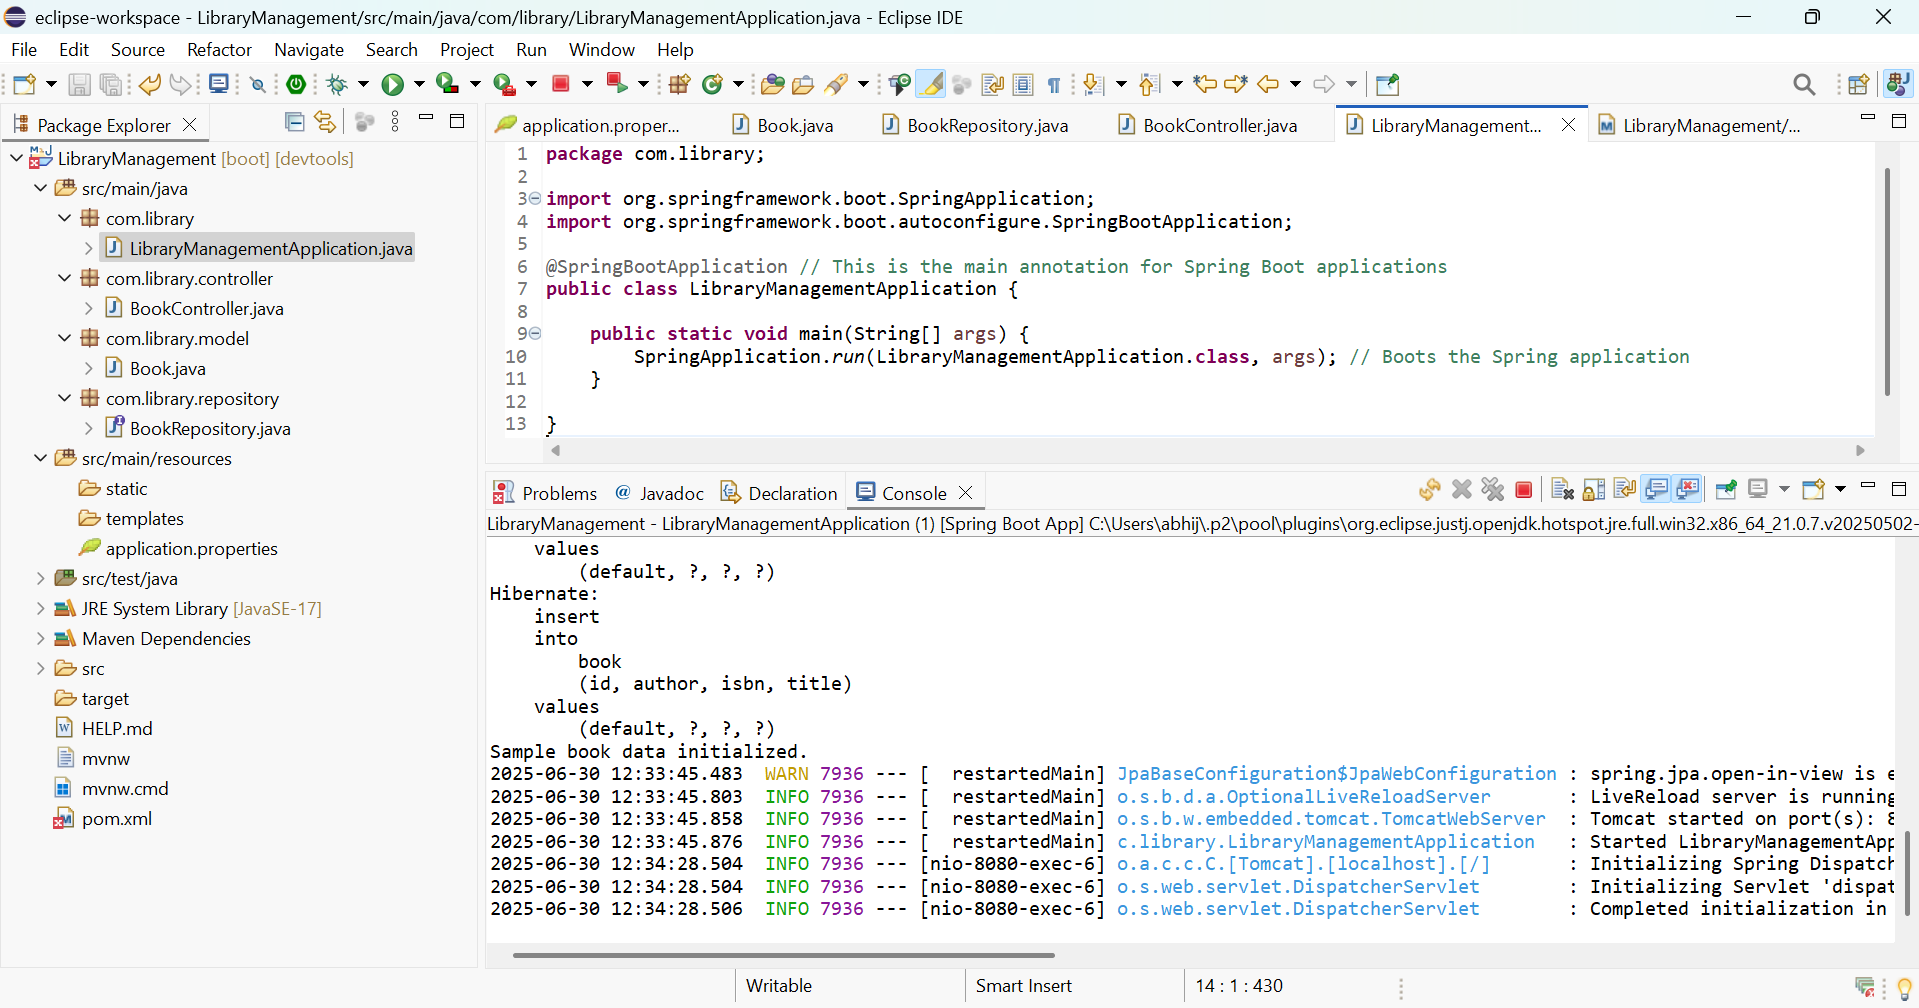 eclipse-workspace - LibraryManagement/src/main/java/com/library/LibraryManagementApplication.java - Eclipse IDE
File Edit Source Refactor Navigate Search Project Run Window Help
Package Explorer
LibraryManagement [boot] [devtools]
src/main/java
com.library
LibraryManagementApplication.java
com.library.controller
BookController.java
com.library.model
Book.java
com.library.repository
BookRepository.java
src/main/resources
static
templates
application.properties
src/test/java
JRE System Library [JavaSE-17]
Maven Dependencies
src
target
HELP.md
mvnw
mvnw.cmd
pom.xml
application.proper... Book.java BookRepository.java BookController.java LibraryManagement... LibraryManagement/...
1 package com.library;
2
3 import org.springframework.boot.SpringApplication;
4 import org.springframework.boot.autoconfigure.SpringBootApplication;
5
6 @SpringBootApplication // This is the main annotation for Spring Boot applications
7 public class LibraryManagementApplication {
8
9 public static void main(String[] args) {
10 SpringApplication.run(LibraryManagementApplication.class, args); // Boots the Spring application
11 }
12
13 }
Problems Javadoc Declaration Console
LibraryManagement - LibraryManagementApplication (1) [Spring Boot App] C:\Users\abhij\.p2\pool\plugins\org.eclipse.justj.openjdk.hotspot.jre.full.win32.x86_64_21.0.7.v20250502-
values
(default, ?, ?, ?)
Hibernate:
insert
into
book
(id, author, isbn, title)
values
(default, ?, ?, ?)
Sample book data initialized.
2025-06-30 12:33:45.483 WARN 7936 --- [ restartedMain] JpaBaseConfiguration$JpaWebConfiguration : spring.jpa.open-in-view is e
2025-06-30 12:33:45.803 INFO 7936 --- [ restartedMain] o.s.b.d.a.OptionalLiveReloadServer : LiveReload server is running
2025-06-30 12:33:45.858 INFO 7936 --- [ restartedMain] o.s.b.w.embedded.tomcat.TomcatWebServer : Tomcat started on port(s): 8
2025-06-30 12:33:45.876 INFO 7936 --- [ restartedMain] c.library.LibraryManagementApplication : Started LibraryManagementApp
2025-06-30 12:34:28.504 INFO 7936 --- [nio-8080-exec-6] o.a.c.c.C.[Tomcat].[localhost].[/] : Initializing Spring Dispatch
2025-06-30 12:34:28.504 INFO 7936 --- [nio-8080-exec-6] o.s.web.servlet.DispatcherServlet : Initializing Servlet 'dispat
2025-06-30 12:34:28.506 INFO 7936 --- [nio-8080-exec-6] o.s.web.servlet.DispatcherServlet : Completed initialization in
Writable Smart Insert 14 : 1 : 430